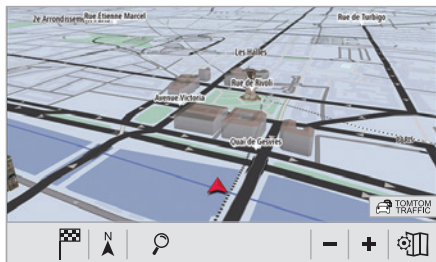 2e Arrondissem
Rue Etienne Marcel
Rue de Turbigo
Les Halles
Rue de Rivoli
Avenue Victoria
Quai de Gesvres
N
TOMTOM
TRAFFIC